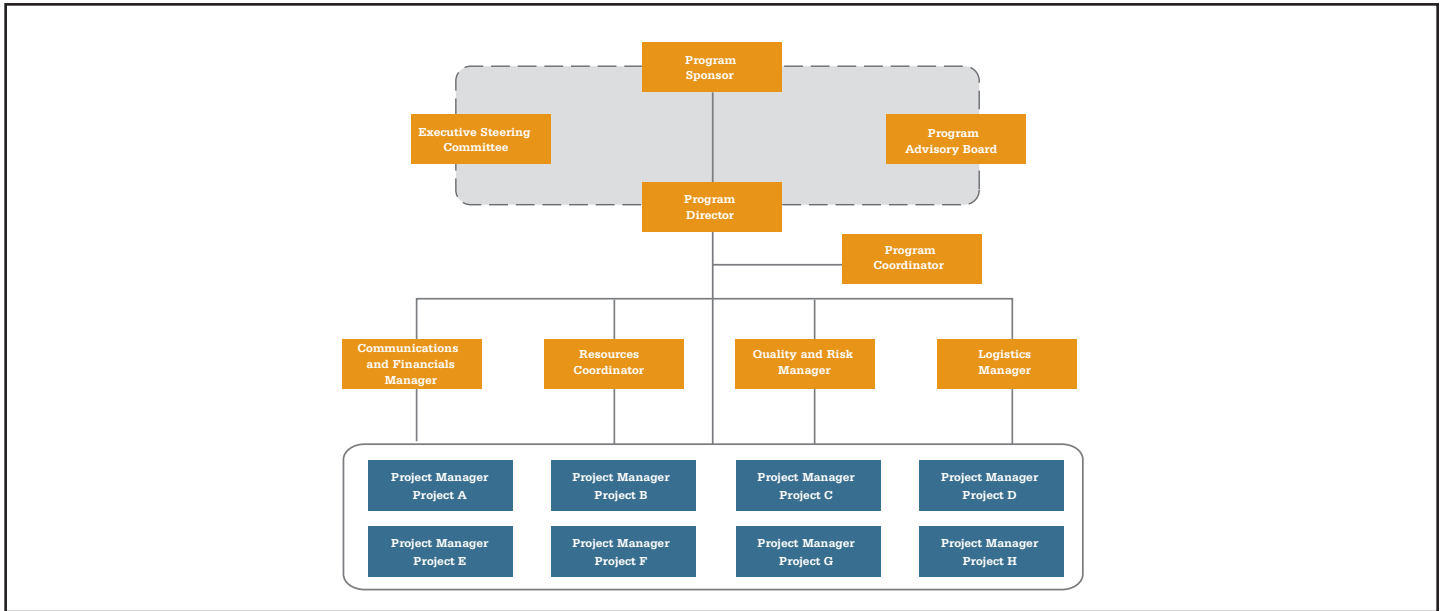 Program
Sponsor
Executive Steering
Committee
Program
Advisory Board
Program
Director
Program
Coordinator
Communications
and Financials
Manager
Resources
Coordinator
Quality and Risk
Manager
Logistics
Manager
Project Manager
Project A
Project Manager
Project B
Project Manager
Project C
Project Manager
Project D
Project Manager
Project E
Project Manager
Project F
Project Manager
Project G
Project Manager
Project H